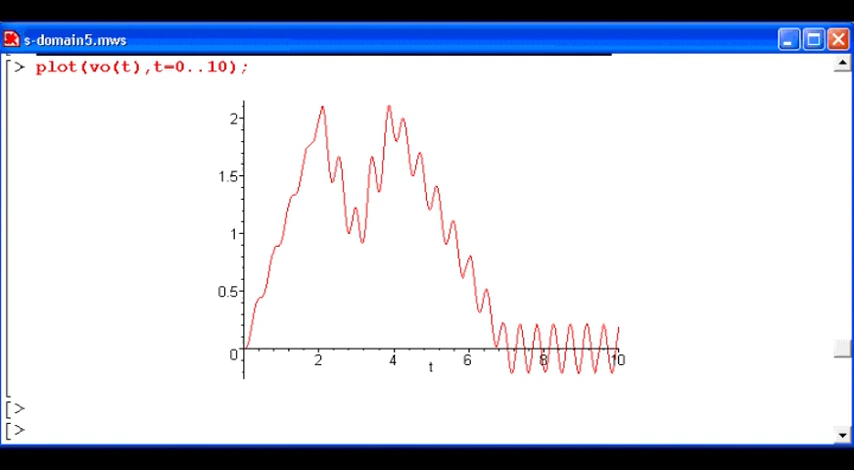 s-domain5.mws
[> plot(vo(t),t=0..10);
2
1.5
1
0.5
0
2 4 6 8 10
t
[>
[>